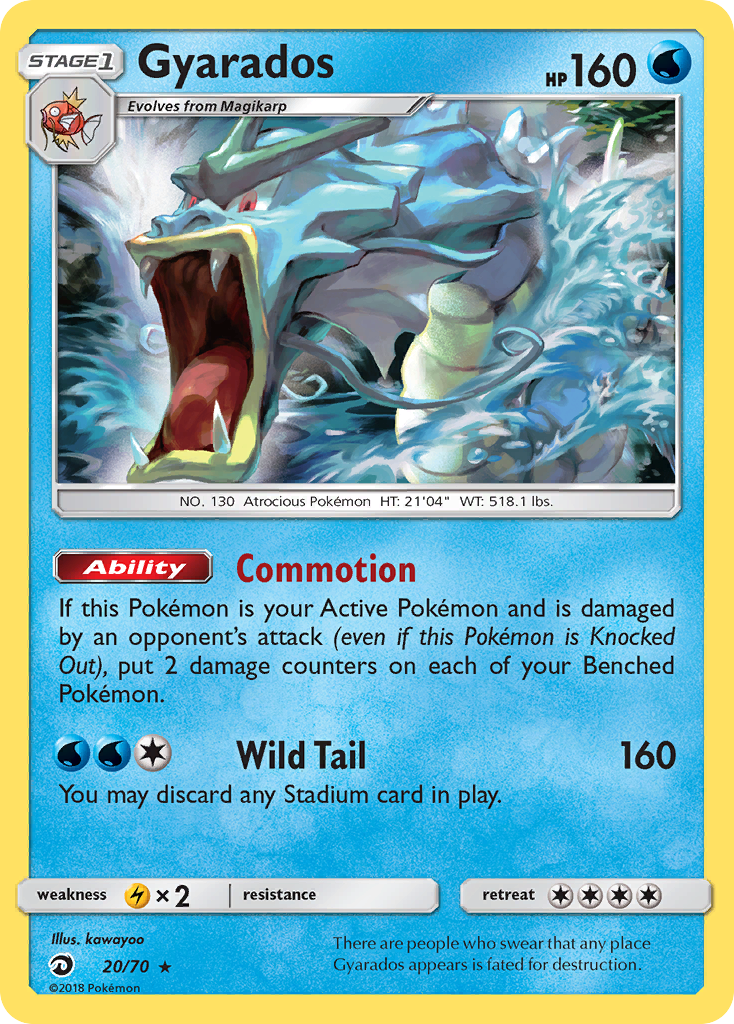 STAGE1
Gyarados
HP 160
Evolves from Magikarp
NO. 130 Atrocious Pokémon HT: 21'04" WT: 518.1 lbs.
Ability Commotion
If this Pokémon is your Active Pokémon and is damaged
by an opponent's attack (even if this Pokémon is Knocked
Out), put 2 damage counters on each of your Benched
Pokémon.
Wild Tail 160
You may discard any Stadium card in play.
weakness × 2 resistance retreat
Illus. kawayoo
20/70
©2018 Pokémon
There are people who swear that any place
Gyarados appears is fated for destruction.